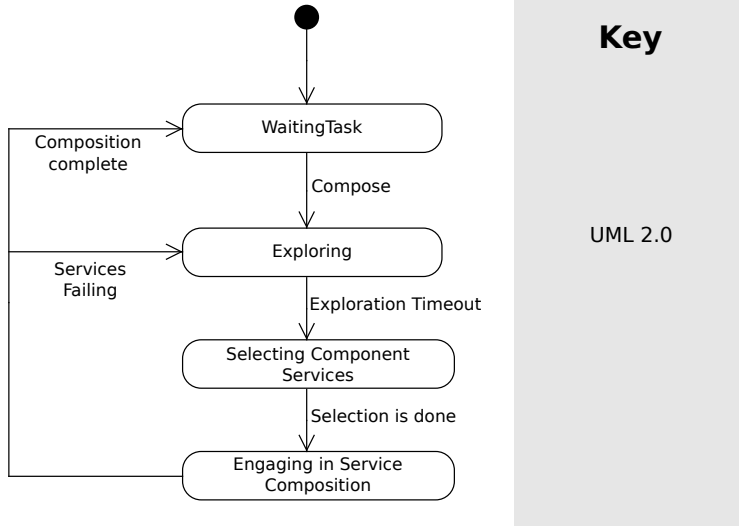 Key
WaitingTask
Composition
complete
Compose
UML 2.0
Exploring
Services
Failing
Exploration Timeout
Selecting Component
Services
Selection is done
Engaging in Service
Composition